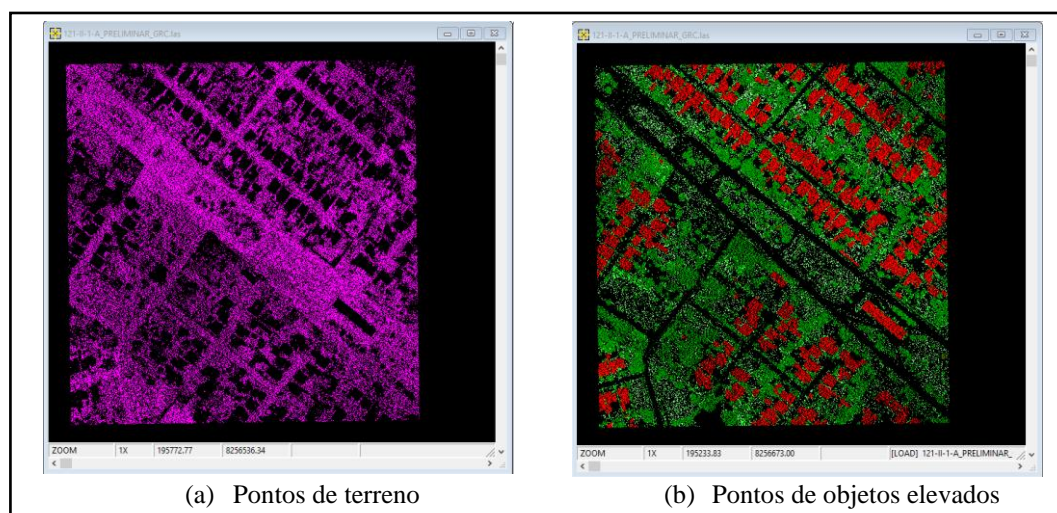 121-II-1-A_PRELIMINAR_GRC.las
ZOOM 1X 195772.77 8256536.34
(a) Pontos de terreno
121-II-1-A_PRELIMINAR_GRC.las
ZOOM 1X 195233.83 8256673.00 [LOAD] 121-II-1-A_PRELIMINAR_
(b) Pontos de objetos elevados